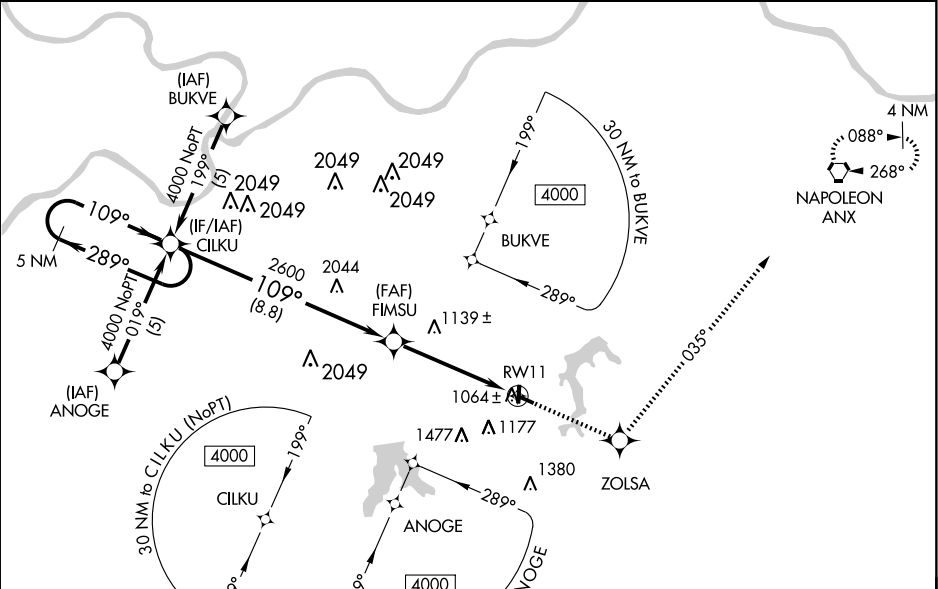 (IAF)
BUKVE
4000 NoPT
199°
(5)
2049
2049
2049
2049
2049
199°
4000
30 NM to BUKVE
BUKVE
289°
4 NM
088°
268°
NAPOLEON
ANX
109°
(IF/IAF)
CILKU
5 NM
289°
2600
109°
(8.8)
2044
(FAF)
FIMSU
1139 ±
4000 NoPT
019°
(5)
2049
(IAF)
ANOGE
RW11
1064 ±
035°
1477
1177
ZOLSA
1380
30 NM to CILKU (NoPT)
4000
199°
CILKU
289°
ANOGE
4000